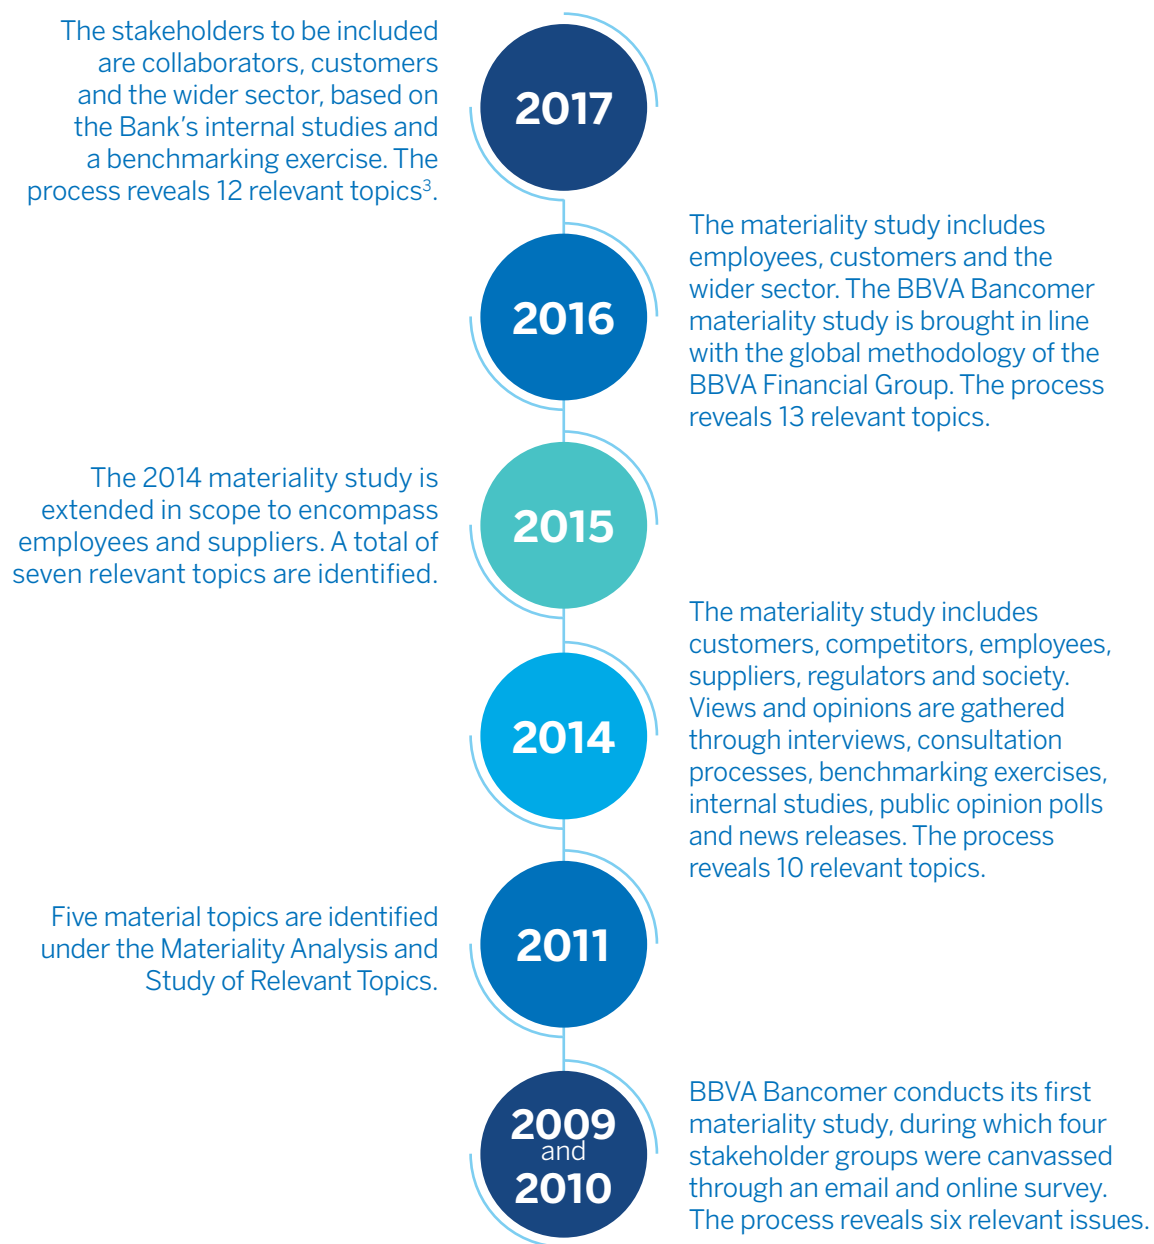 The stakeholders to be included
are collaborators, customers
and the wider sector, based on
the Bank’s internal studies and
a benchmarking exercise. The
process reveals 12 relevant topics³.
2017
2016
The materiality study includes
employees, customers and the
wider sector. The BBVA Bancomer
materiality study is brought in line
with the global methodology of the
BBVA Financial Group. The process
reveals 13 relevant topics.
The 2014 materiality study is
extended in scope to encompass
employees and suppliers. A total of
seven relevant topics are identified.
2015
2014
The materiality study includes
customers, competitors, employees,
suppliers, regulators and society.
Views and opinions are gathered
through interviews, consultation
processes, benchmarking exercises,
internal studies, public opinion polls
and news releases. The process
reveals 10 relevant topics.
Five material topics are identified
under the Materiality Analysis and
Study of Relevant Topics.
2011
2009
and
2010
BBVA Bancomer conducts its first
materiality study, during which four
stakeholder groups were canvassed
through an email and online survey.
The process reveals six relevant issues.